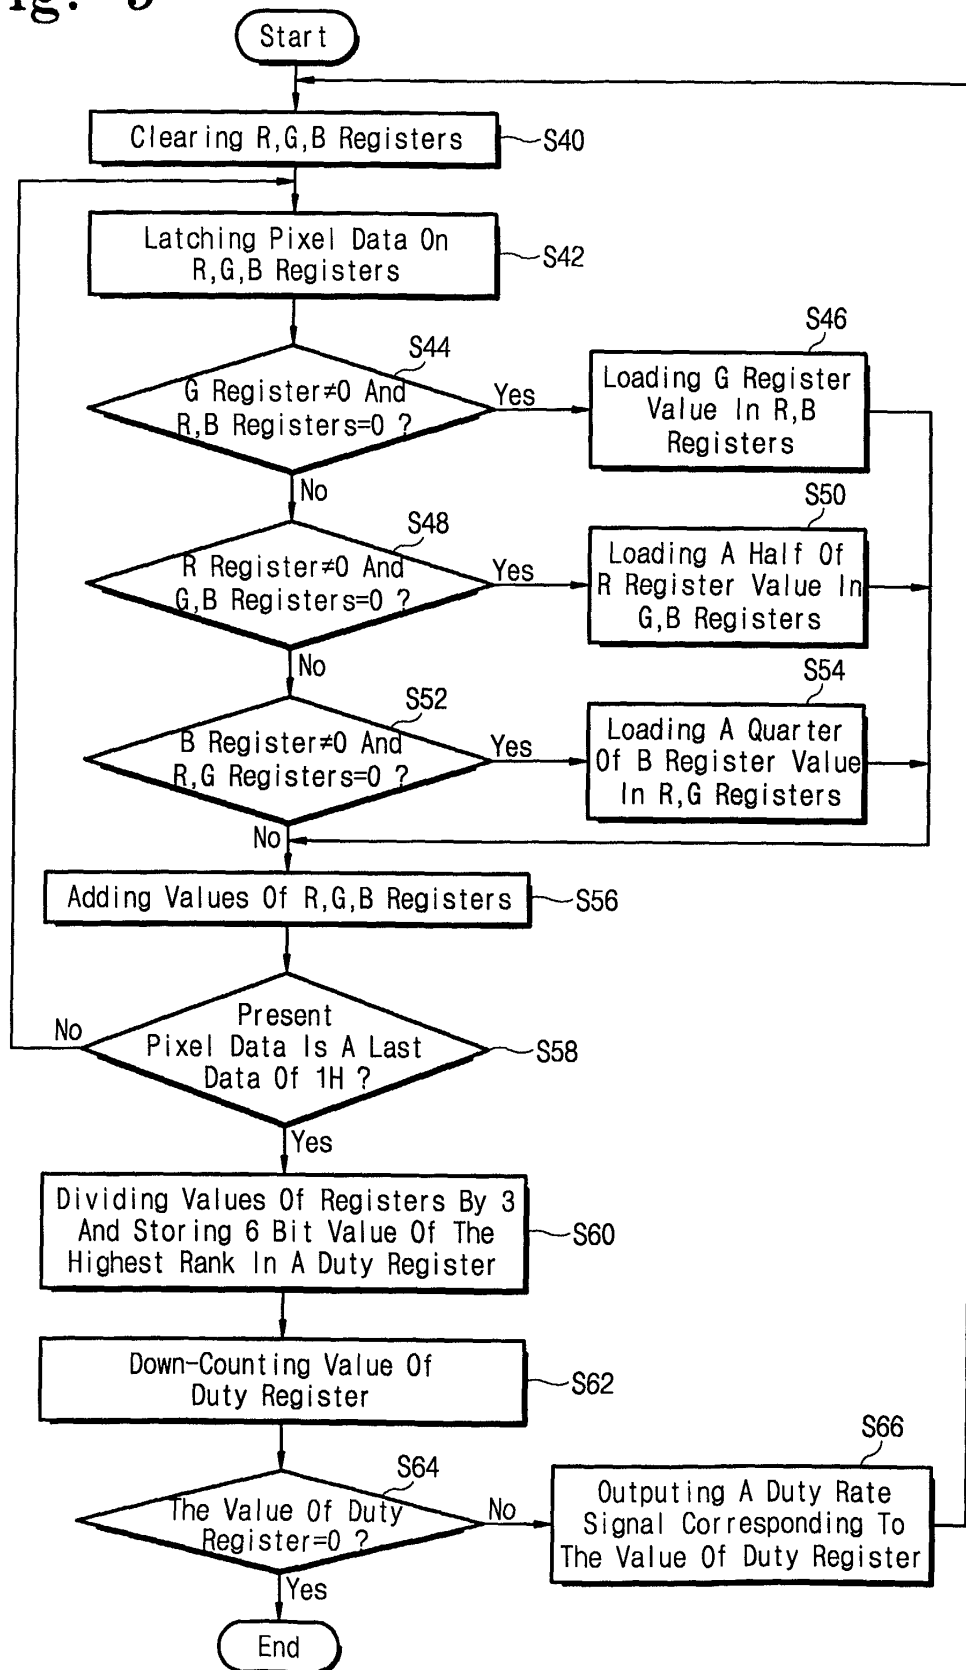 Start
Clearing R,G,B Registers
S40
Latching Pixel Data On
R,G,B Registers
S42
S44
G Register≠0 And
R,B Registers=0 ?
Yes
No
S46
Loading G Register
Value In R,B
Registers
S48
R Register≠0 And
G,B Registers=0 ?
Yes
No
S50
Loading A Half Of
R Register Value In
G,B Registers
S52
B Register≠0 And
R,G Registers=0 ?
Yes
No
S54
Loading A Quarter
Of B Register Value
In R,G Registers
Adding Values Of R,G,B Registers
S56
Present
Pixel Data Is A Last
Data Of 1H ?
S58
No
Yes
Dividing Values Of Registers By 3
And Storing 6 Bit Value Of The
Highest Rank In A Duty Register
S60
Down-Counting Value Of
Duty Register
S62
S64
The Value Of Duty
Register=0 ?
No
Yes
S66
Outputing A Duty Rate
Signal Corresponding To
The Value Of Duty Register
End